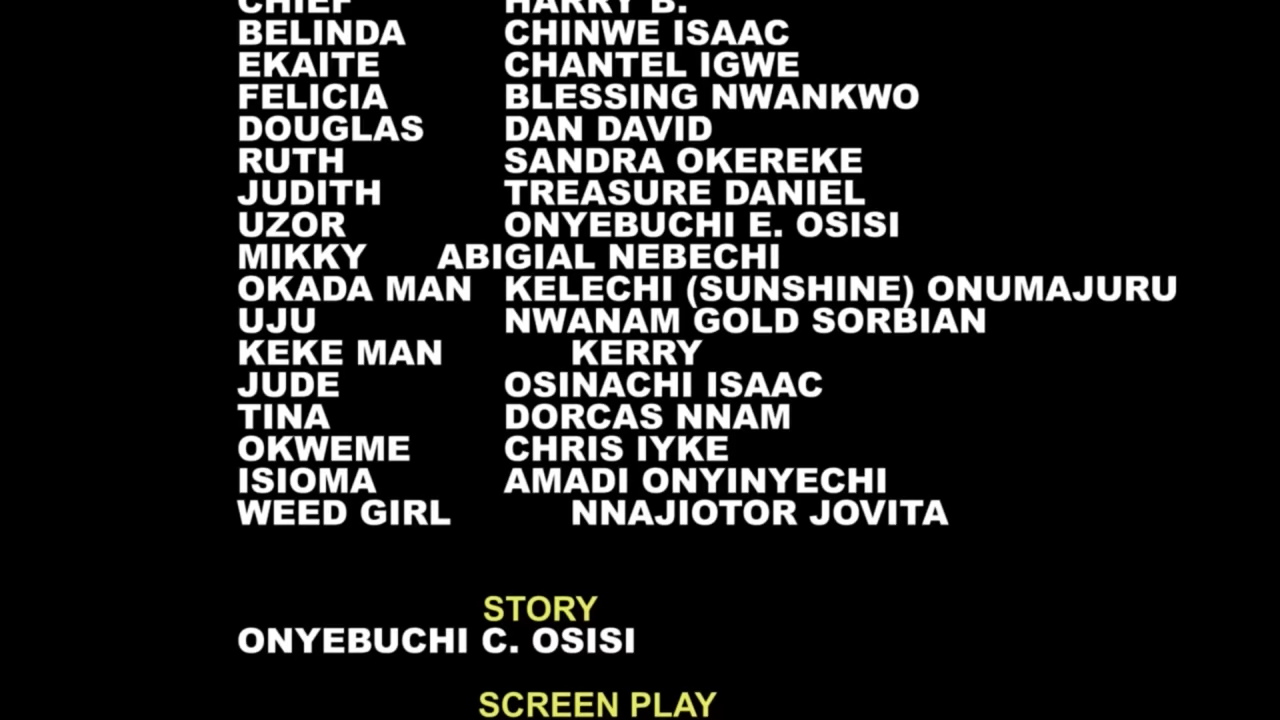 CHIEF HARRY B.
BELINDA CHINWE ISAAC
EKAITE CHANTEL IGWE
FELICIA BLESSING NWANKWO
DOUGLAS DAN DAVID
RUTH SANDRA OKEREKE
JUDITH TREASURE DANIEL
UZOR ONYEBUCHI E. OSISI
MIKKY ABIGIAL NEBECHI
OKADA MAN KELECHI (SUNSHINE) ONUMAJURU
UJU NWANAM GOLD SORBIAN
KEKE MAN KERRY
JUDE OSINACHI ISAAC
TINA DORCAS NNAM
OKWEME CHRIS IYKE
ISIOMA AMADI ONYINYECHI
WEED GIRL NNAJIOTOR JOVITA
STORY
ONYEBUCHI C. OSISI
SCREEN PLAY